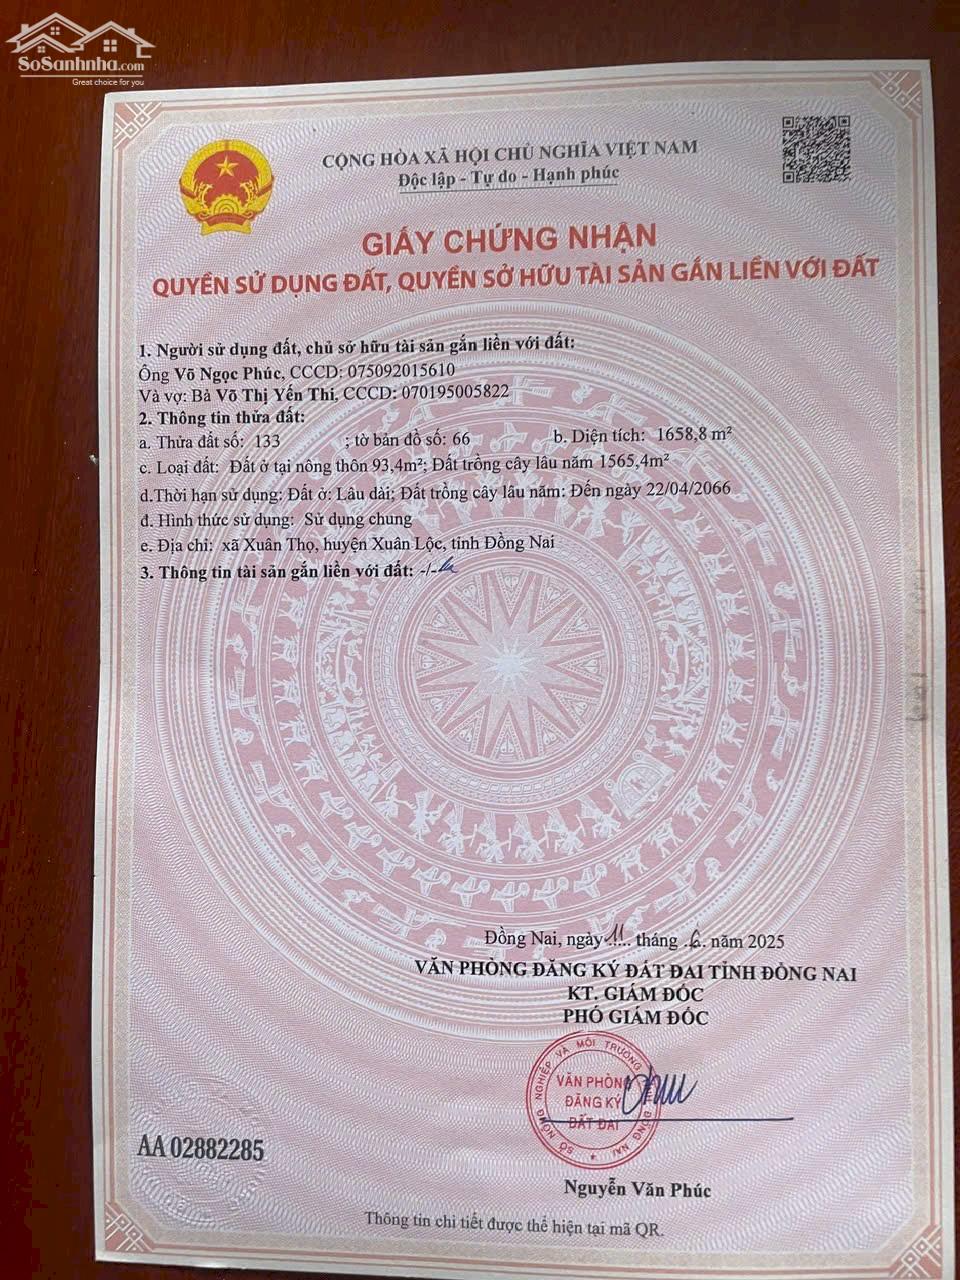 SoSanhnha.com
Great choice for you
CỘNG HÒA XÃ HỘI CHỦ NGHĨA VIỆT NAM
Độc lập - Tự do - Hạnh phúc
GIẤY CHỨNG NHẬN
QUYỀN SỬ DỤNG ĐẤT, QUYỀN SỞ HỮU TÀI SẢN GẮN LIỀN VỚI ĐẤT
1. Người sử dụng đất, chủ sở hữu tài sản gắn liền với đất:
Ông Võ Ngọc Phúc, CCCD: 075092015610
Và vợ: Bà Võ Thị Yến Thi, CCCD: 070195005822
2. Thông tin thửa đất:
a. Thửa đất số: 133 ; tờ bản đồ số: 66 b. Diện tích: 1658,8 m²
c. Loại đất: Đất ở tại nông thôn 93,4m²; Đất trồng cây lâu năm 1565,4m²
d.Thời hạn sử dụng: Đất ở: Lâu dài; Đất trồng cây lâu năm: Đến ngày 22/04/2066
đ. Hình thức sử dụng: Sử dụng chung
e. Địa chỉ: xã Xuân Thọ, huyện Xuân Lộc, tỉnh Đồng Nai
3. Thông tin tài sản gắn liền với đất: -/-
Đồng Nai, ngày 11 tháng 6 năm 2025
VĂN PHÒNG ĐĂNG KÝ ĐẤT ĐAI TỈNH ĐỒNG NAI
KT. GIÁM ĐỐC
PHÓ GIÁM ĐỐC
SỞ NÔNG NGHIỆP VÀ MÔI TRƯỜNG ĐỒNG NAI
VĂN PHÒNG
ĐĂNG KÝ
ĐẤT ĐAI
AA 02882285
Nguyễn Văn Phúc
Thông tin chi tiết được thể hiện tại mã QR.